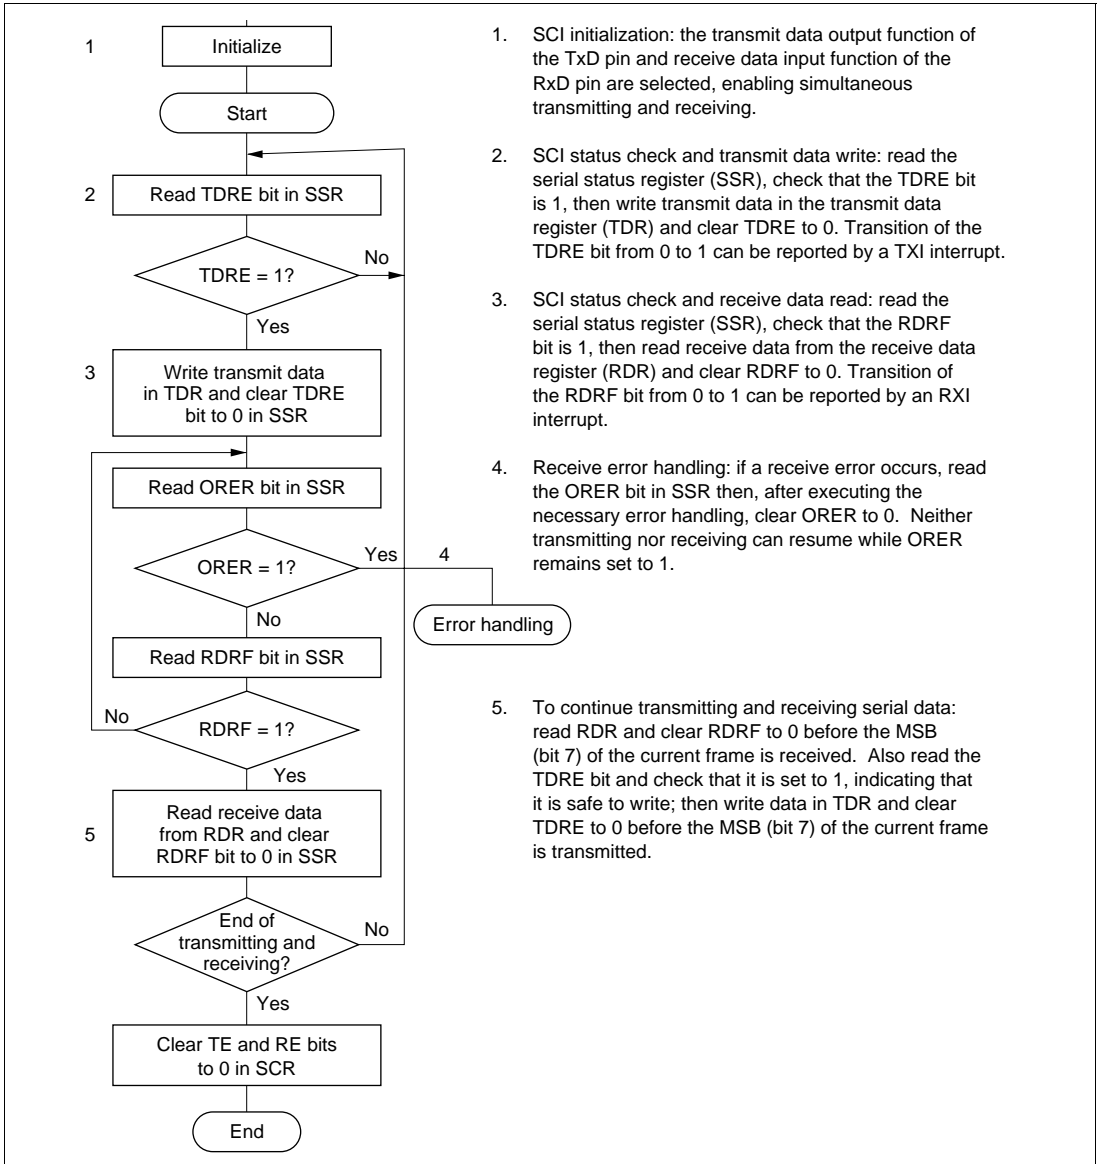 1
Initialize
Start
2
Read TDRE bit in SSR
TDRE = 1?
No
Yes
3
Write transmit data
in TDR and clear TDRE
bit to 0 in SSR
Read ORER bit in SSR
ORER = 1?
Yes
4
Error handling
No
Read RDRF bit in SSR
RDRF = 1?
No
Yes
5
Read receive data
from RDR and clear
RDRF bit to 0 in SSR
End of
transmitting and
receiving?
No
Yes
Clear TE and RE bits
to 0 in SCR
End
1. SCI initialization: the transmit data output function of
the TxD pin and receive data input function of the
RxD pin are selected, enabling simultaneous
transmitting and receiving.
2. SCI status check and transmit data write: read the
serial status register (SSR), check that the TDRE bit
is 1, then write transmit data in the transmit data
register (TDR) and clear TDRE to 0. Transition of the
TDRE bit from 0 to 1 can be reported by a TXI interrupt.
3. SCI status check and receive data read: read the
serial status register (SSR), check that the RDRF
bit is 1, then read receive data from the receive data
register (RDR) and clear RDRF to 0. Transition of
the RDRF bit from 0 to 1 can be reported by an RXI
interrupt.
4. Receive error handling: if a receive error occurs, read
the ORER bit in SSR then, after executing the
necessary error handling, clear ORER to 0. Neither
transmitting nor receiving can resume while ORER
remains set to 1.
5. To continue transmitting and receiving serial data:
read RDR and clear RDRF to 0 before the MSB
(bit 7) of the current frame is received. Also read the
TDRE bit and check that it is set to 1, indicating that
it is safe to write; then write data in TDR and clear
TDRE to 0 before the MSB (bit 7) of the current frame
is transmitted.